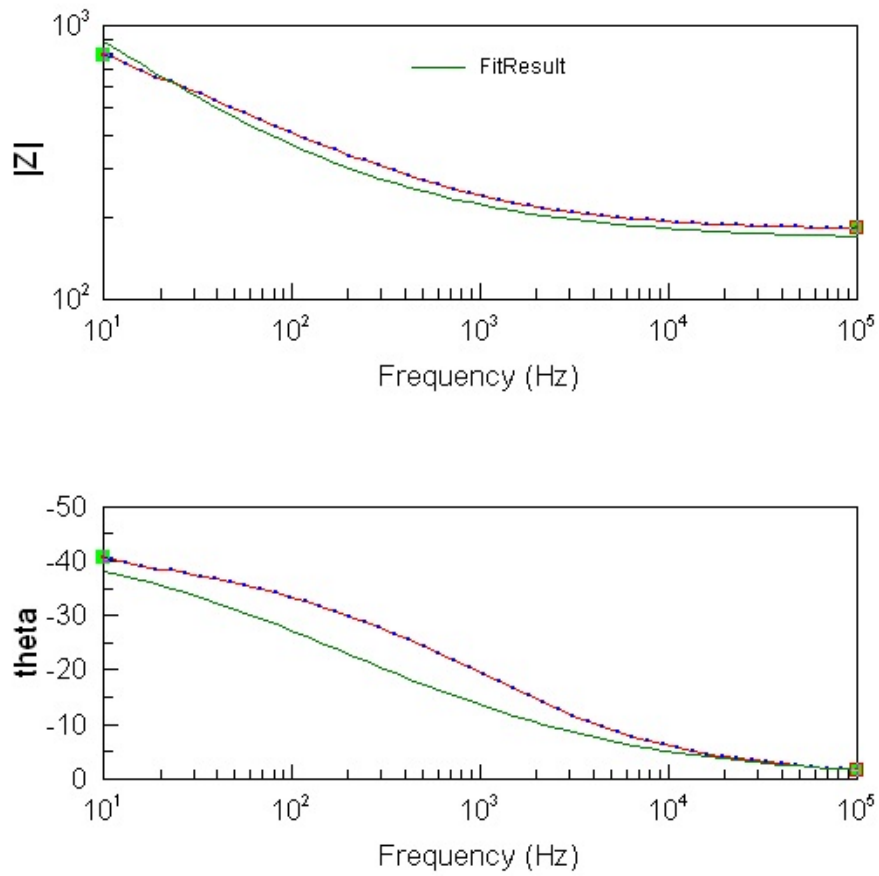 10³
FitResult
|Z|
10²
10¹ 10² 10³ 10⁴ 10⁵
Frequency (Hz)
-50
-40
-30
theta
-20
-10
0
10¹ 10² 10³ 10⁴ 10⁵
Frequency (Hz)